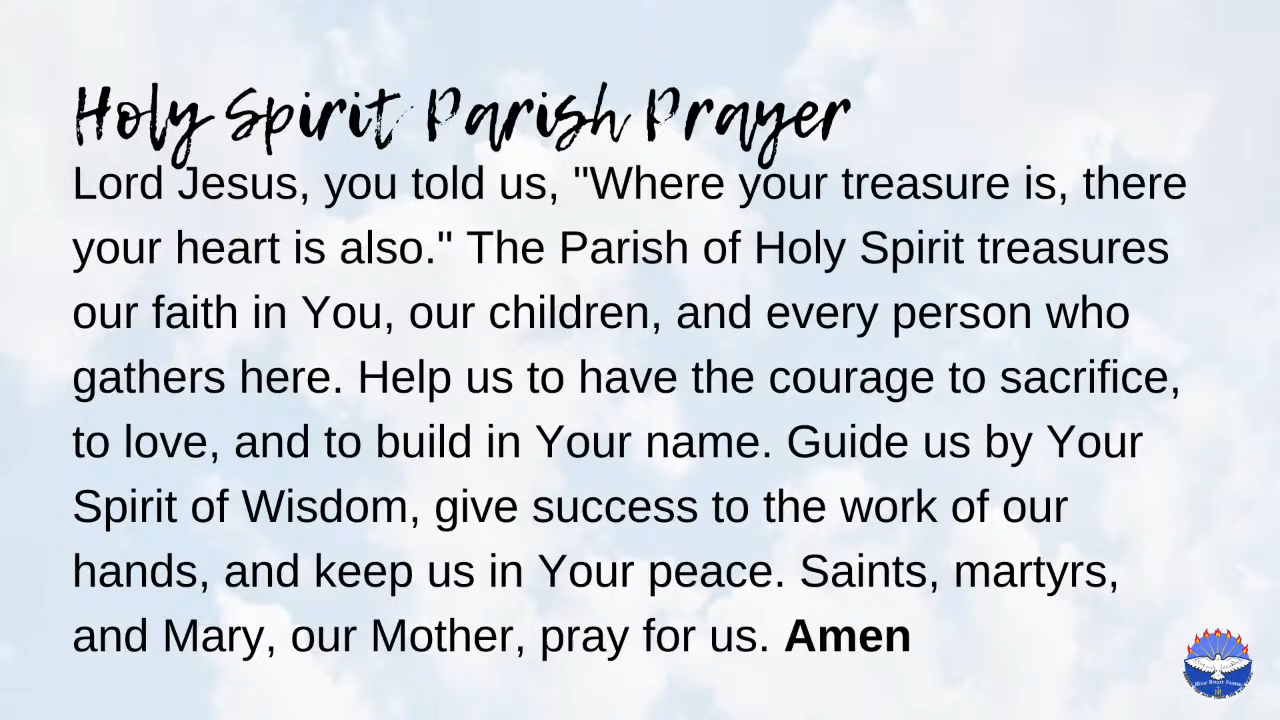 Holy Spirit Parish Prayer
Lord Jesus, you told us, "Where your treasure is, there
your heart is also." The Parish of Holy Spirit treasures
our faith in You, our children, and every person who
gathers here. Help us to have the courage to sacrifice,
to love, and to build in Your name. Guide us by Your
Spirit of Wisdom, give success to the work of our
hands, and keep us in Your peace. Saints, martyrs,
and Mary, our Mother, pray for us. Amen
Holy Spirit Parish